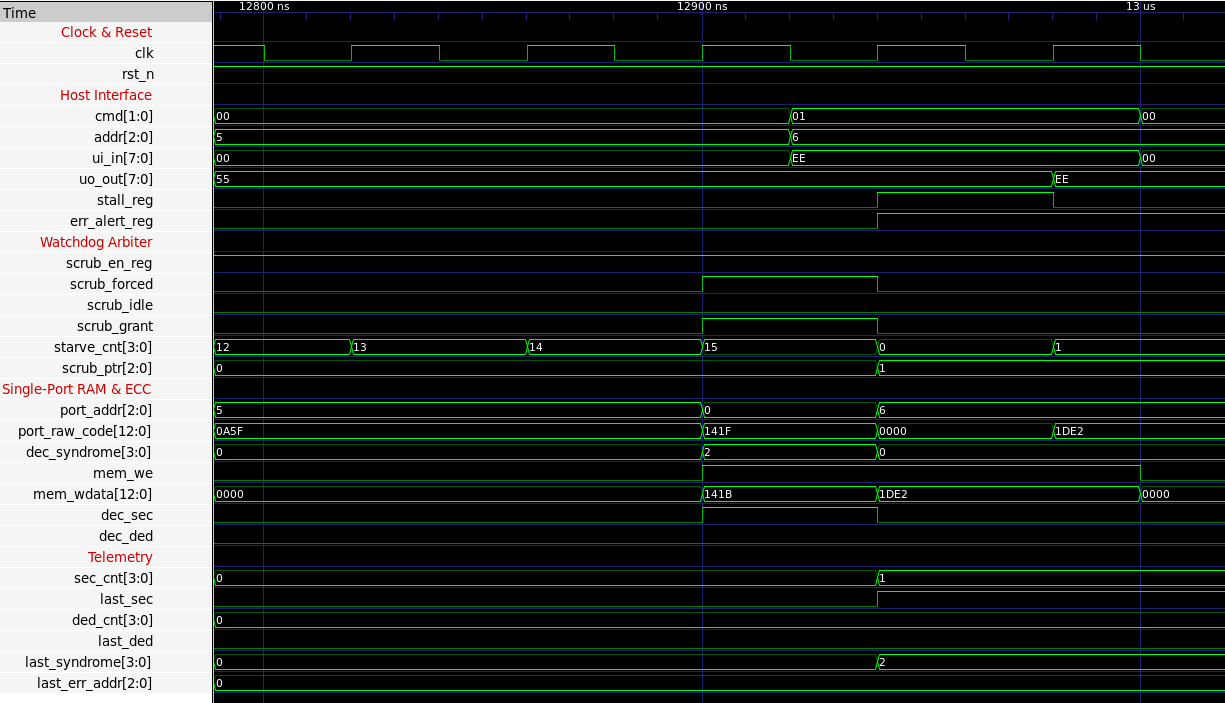 Time 12800 ns 12900 ns 13 us
Clock & Reset
clk
rst_n
Host Interface
cmd[1:0] 00 01 00
addr[2:0] 5 6
ui_in[7:0] 00 EE 00
uo_out[7:0] 55 EE
stall_reg
err_alert_reg
Watchdog Arbiter
scrub_en_reg
scrub_forced
scrub_idle
scrub_grant
starve_cnt[3:0] 12 13 14 15 0 1
scrub_ptr[2:0] 0 1
Single-Port RAM & ECC
port_addr[2:0] 5 0 6
port_raw_code[12:0] 0A5F 141F 0000 1DE2
dec_syndrome[3:0] 0 2 0
mem_we
mem_wdata[12:0] 0000 141B 1DE2 0000
dec_sec
dec_ded
Telemetry
sec_cnt[3:0] 0 1
last_sec
ded_cnt[3:0] 0
last_ded
last_syndrome[3:0] 0 2
last_err_addr[2:0] 0